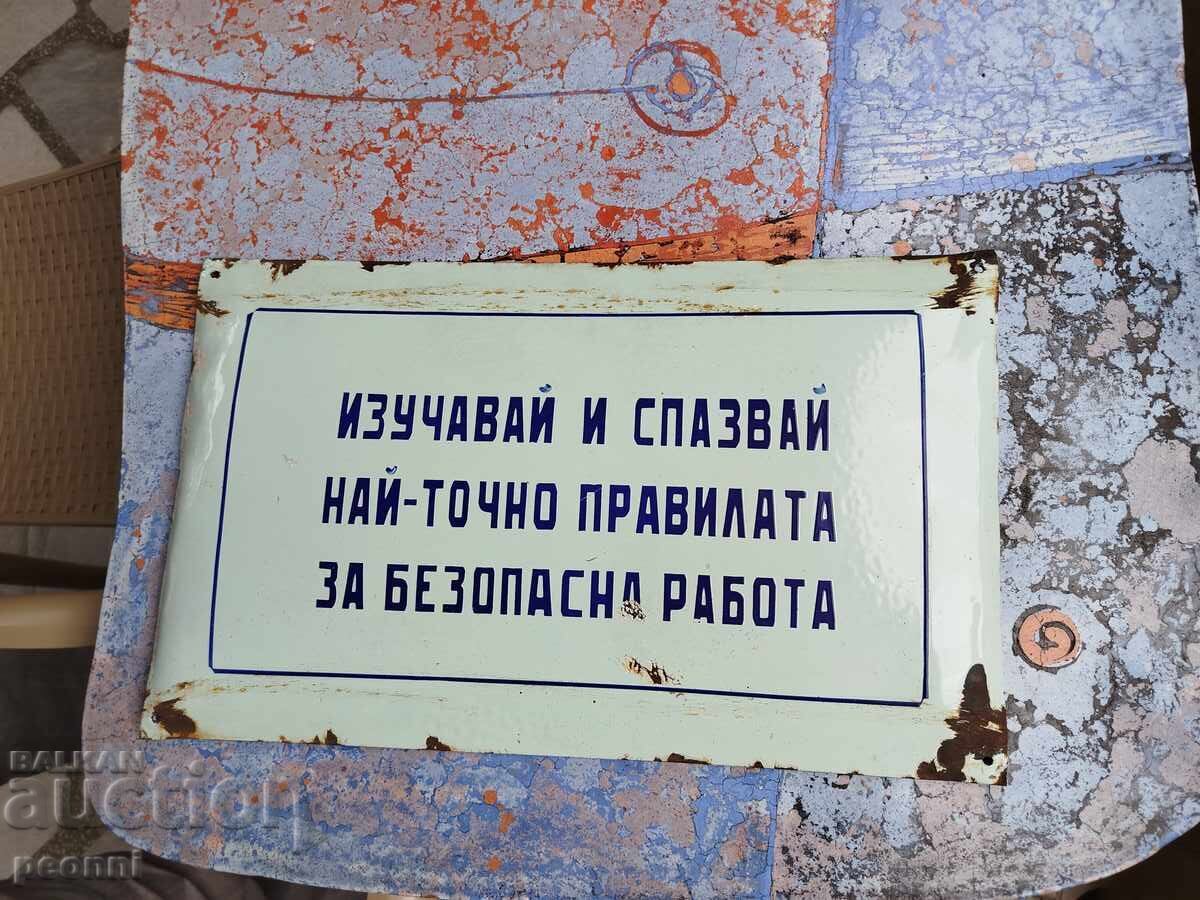 ИЗУЧАВАЙ И СПАЗВАЙ
НАЙ-ТОЧНО ПРАВИЛАТА
ЗА БЕЗОПАСНА РАБОТА
BALKAN
auction
peonni